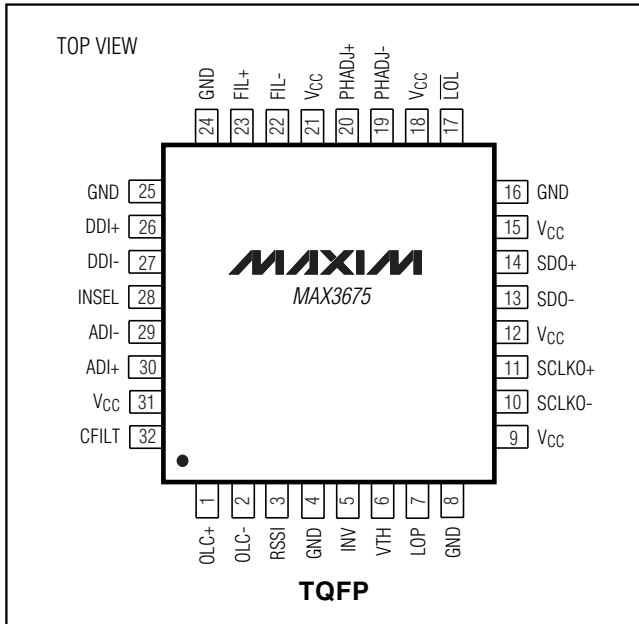 TOP VIEW
GND
FIL+
FIL-
VCC
PHADJ+
PHADJ-
VCC
LOL
24
23
22
21
20
19
18
17
GND 25
DDI+ 26
DDI- 27
INSEL 28
ADI- 29
ADI+ 30
VCC 31
CFILT 32
MAXIM
MAX3675
16 GND
15 VCC
14 SDO+
13 SDO-
12 VCC
11 SCLKO+
10 SCLKO-
9 VCC
1
2
3
4
5
6
7
8
OLC+
OLC-
RSSI
GND
INV
VTH
LOP
GND
TQFP